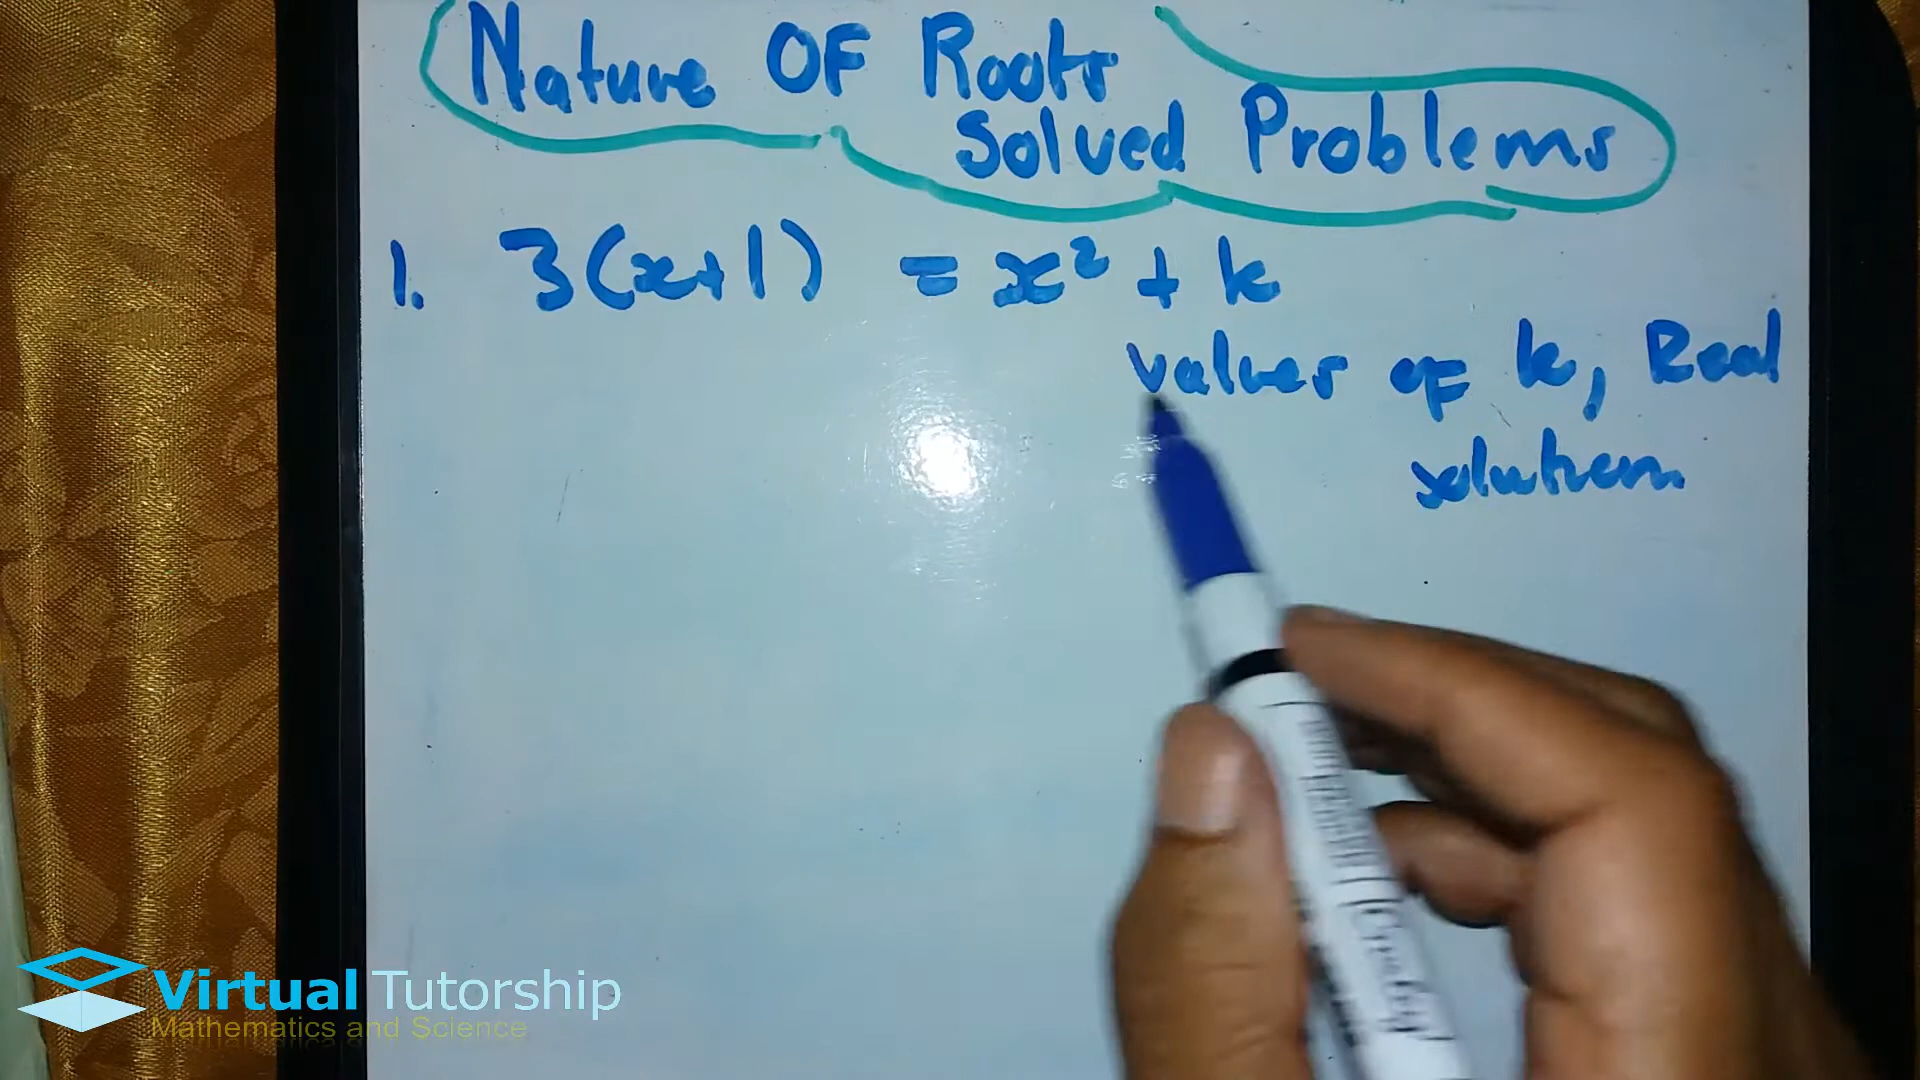 Nature OF Roots
Solved Problems
1. 3(x+1) = x² + k
values of k, Real
solution.
Virtual Tutorship
Mathematics and Science